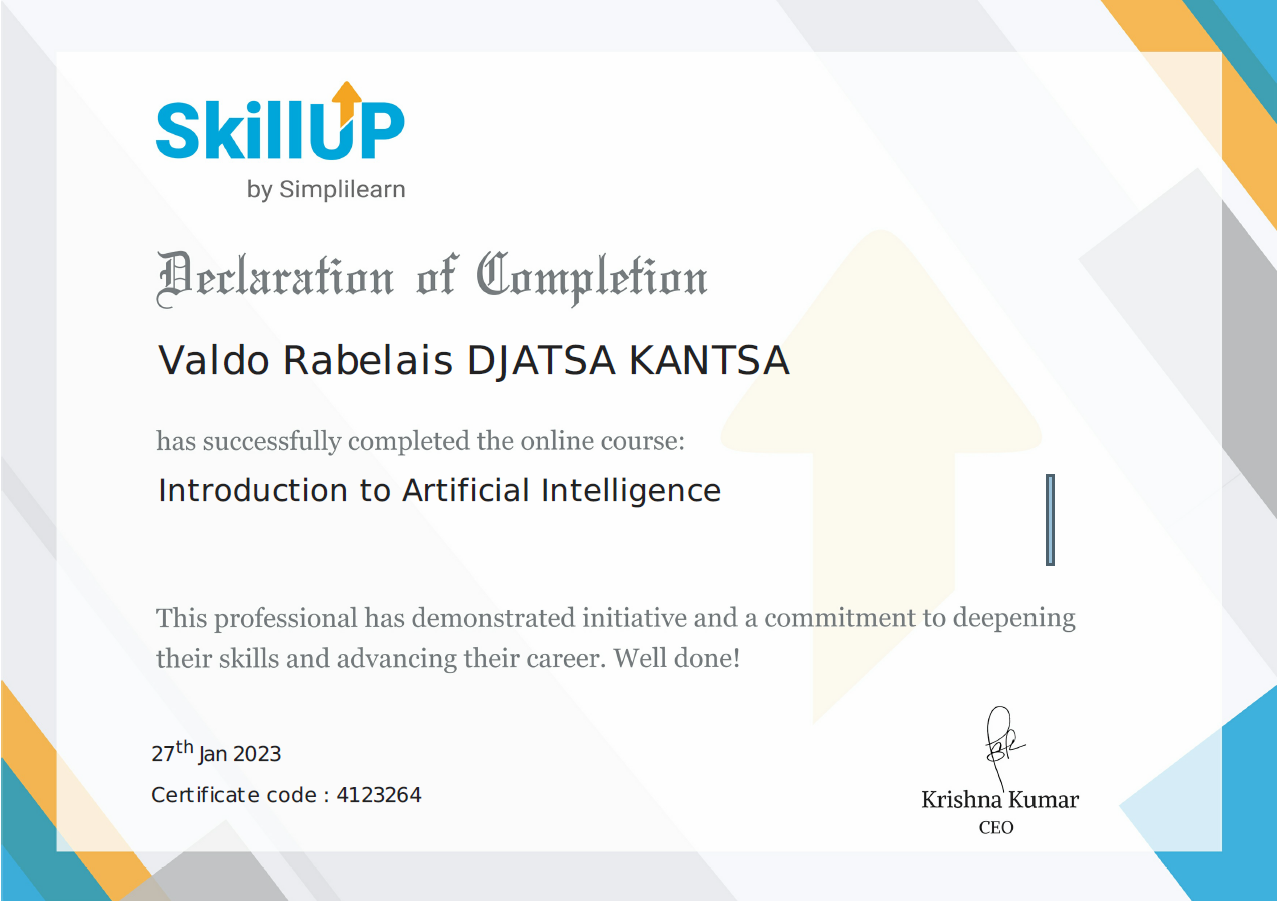 SkillUP
by Simplilearn
Declaration of Completion
Valdo Rabelais DJATSA KANTSA
has successfully completed the online course:
Introduction to Artificial Intelligence
This professional has demonstrated initiative and a commitment to deepening
their skills and advancing their career. Well done!
27th Jan 2023
Certificate code : 4123264
Krishna Kumar
CEO